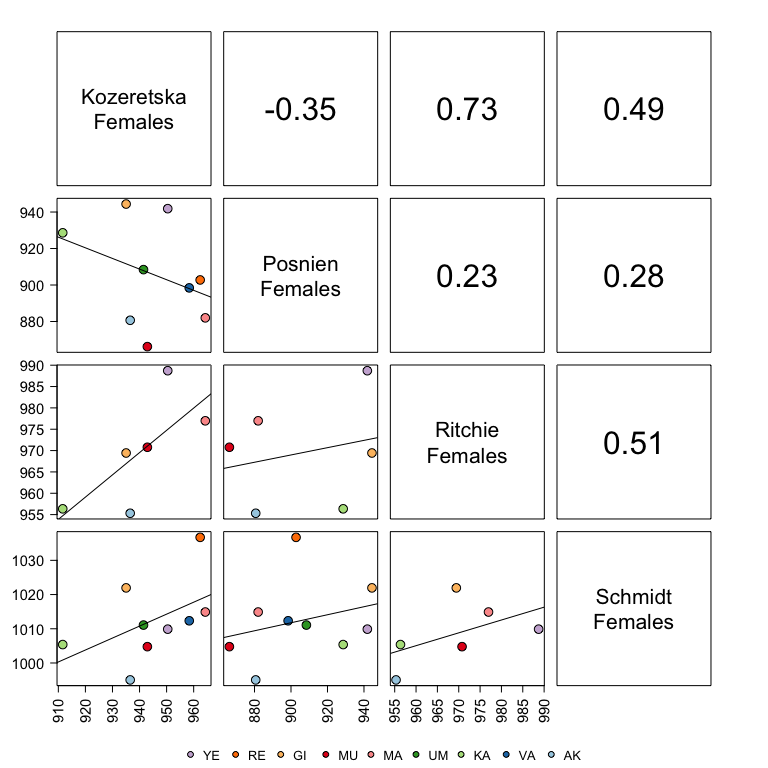 Kozeretska
Females
-0.35
0.73
0.49
940
920
900
880
Posnien
Females
0.23
0.28
990
985
980
975
970
965
960
955
Ritchie
Females
0.51
1030
1020
1010
1000
Schmidt
Females
910 920 930 940 950 960
880 900 920 940
955 960 965 970 975 980 985 990
YE RE GI MU MA UM KA VA AK